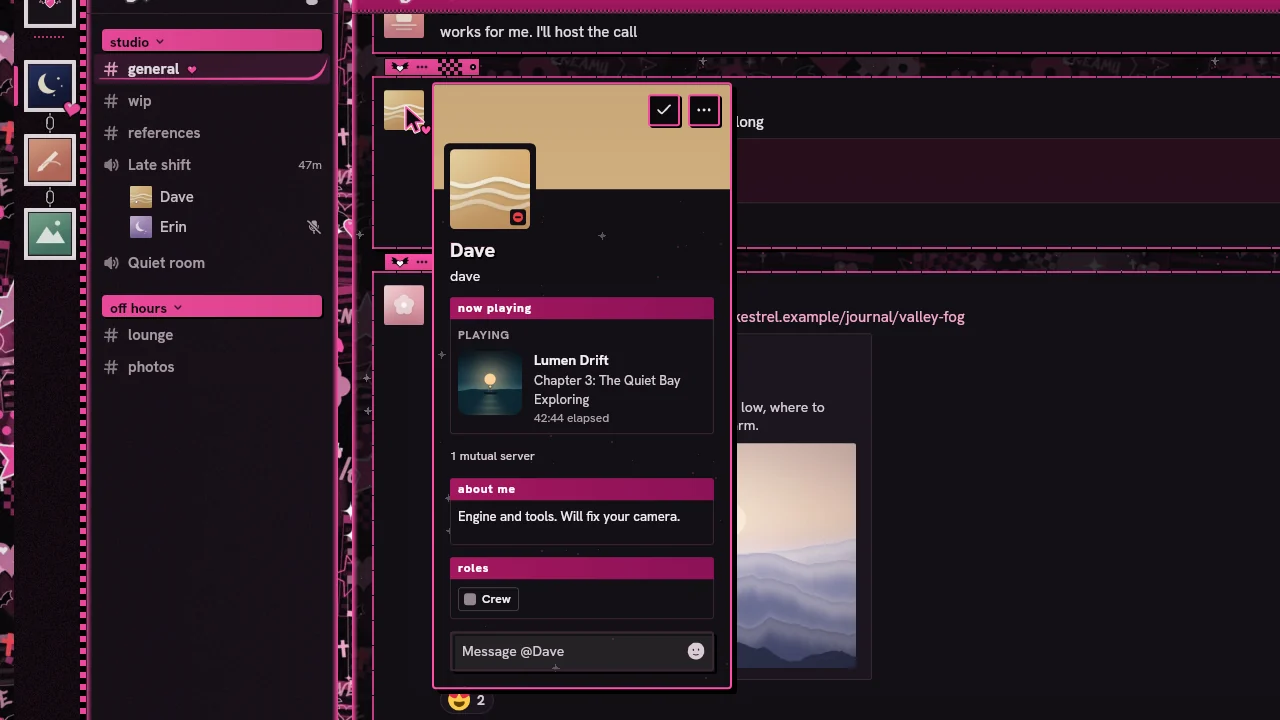 studio
general
wip
references
Late shift
47m
Dave
Erin
Quiet room
off hours
lounge
photos
works for me. I'll host the call
long
Dave
dave
now playing
PLAYING
Lumen Drift
Chapter 3: The Quiet Bay
Exploring
42:44 elapsed
1 mutual server
about me
Engine and tools. Will fix your camera.
roles
Crew
Message @Dave
kestrel.example/journal/valley-fog
low, where to
2